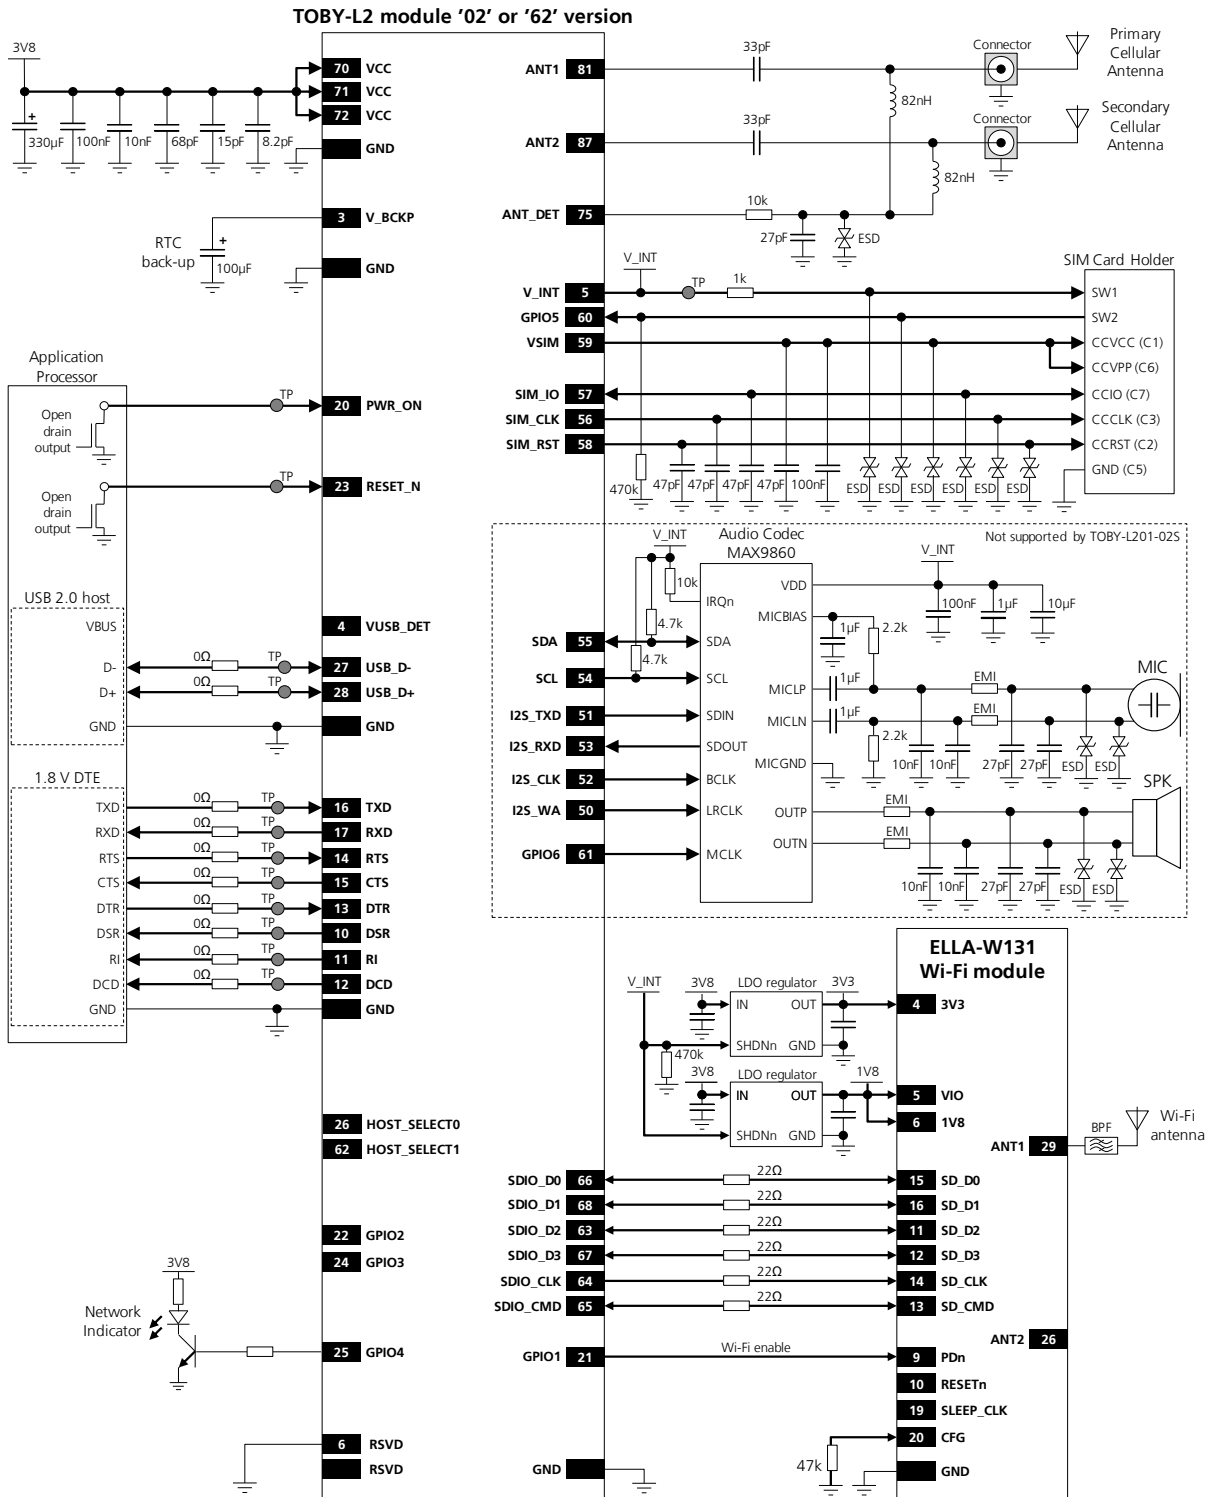 TOBY-L2 module ’02’ or ’62’ version
3V8
70 VCC
71 VCC
72 VCC
GND
+
330µF 100nF 10nF 68pF 15pF 8.2pF
3 V_BCKP
RTC
back-up
+
100µF
GND
ANT1 81
33pF
Connector
Primary
Cellular
Antenna
82nH
ANT2 87
33pF
Connector
Secondary
Cellular
Antenna
82nH
ANT_DET 75
10k
27pF
ESD
V_INT
TP
1k
SIM Card Holder
V_INT 5
SW1
GPIO5 60
SW2
VSIM 59
CCVCC (C1)
CCVPP (C6)
SIM_IO 57
CCIO (C7)
SIM_CLK 56
CCCLK (C3)
SIM_RST 58
CCRST (C2)
GND (C5)
470k 47pF 47pF 47pF 47pF 100nF ESD ESD ESD ESD ESD ESD
Application
Processor
Open
drain
output
TP
20 PWR_ON
Open
drain
output
TP
23 RESET_N
USB 2.0 host
VBUS
4 VUSB_DET
D- 0Ω TP 27 USB_D-
D+ 0Ω TP 28 USB_D+
GND
GND
1.8 V DTE
TXD 0Ω TP 16 TXD
RXD 0Ω TP 17 RXD
RTS 0Ω TP 14 RTS
CTS 0Ω TP 15 CTS
DTR 0Ω TP 13 DTR
DSR 0Ω TP 10 DSR
RI 0Ω TP 11 RI
DCD 0Ω TP 12 DCD
GND
GND
Not supported by TOBY-L201-02S
V_INT
Audio Codec
MAX9860
V_INT
10k
IRQn
4.7k
4.7k
SDA 55 SDA
SCL 54 SCL
I2S_TXD 51 SDIN
I2S_RXD 53 SDOUT
I2S_CLK 52 BCLK
I2S_WA 50 LRCLK
GPIO6 61 MCLK
VDD
100nF 1µF 10µF
MICBIAS
1µF 2.2k
MICLP 1µF EMI
MIC
MICLN 1µF EMI
2.2k
10nF 10nF 27pF 27pF ESD ESD
MICGND
SPK
OUTP EMI
OUTN EMI
10nF 10nF 27pF 27pF ESD ESD
ELLA-W131
Wi-Fi module
V_INT
3V8
LDO regulator
3V3
IN OUT
SHDNn GND
4 3V3
470k
3V8
LDO regulator
1V8
IN OUT
SHDNn GND
5 VIO
6 1V8
ANT1 29
BPF
Wi-Fi
antenna
26 HOST_SELECT0
62 HOST_SELECT1
SDIO_D0 66 22Ω 15 SD_D0
SDIO_D1 68 22Ω 16 SD_D1
SDIO_D2 63 22Ω 11 SD_D2
SDIO_D3 67 22Ω 12 SD_D3
SDIO_CLK 64 22Ω 14 SD_CLK
SDIO_CMD 65 22Ω 13 SD_CMD
22 GPIO2
24 GPIO3
3V8
Network
Indicator
25 GPIO4
ANT2 26
GPIO1 21 Wi-Fi enable 9 PDn
10 RESETn
19 SLEEP_CLK
20 CFG
47k
GND
6 RSVD
RSVD
GND